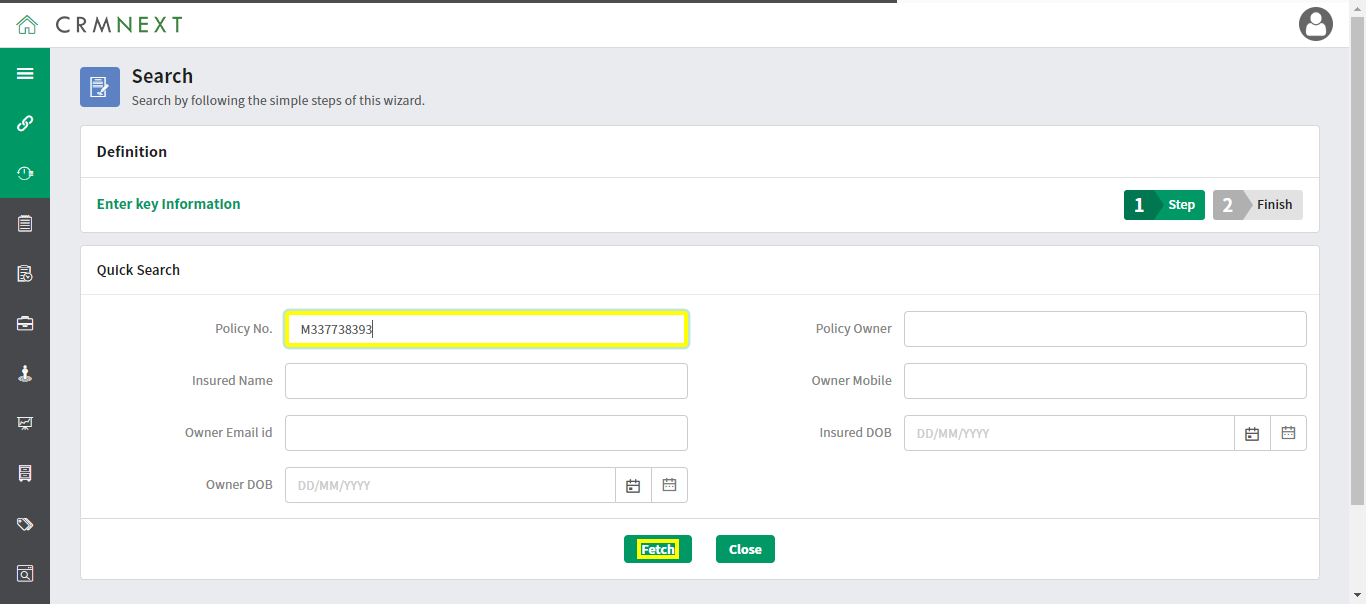 CRMNEXT
Search
Search by following the simple steps of this wizard.
Definition
Enter key Information
1 Step 2 Finish
Quick Search
Policy No. M337738393 Policy Owner
Insured Name Owner Mobile
Owner Email id Insured DOB DD/MM/YYYY
Owner DOB DD/MM/YYYY
Fetch Close